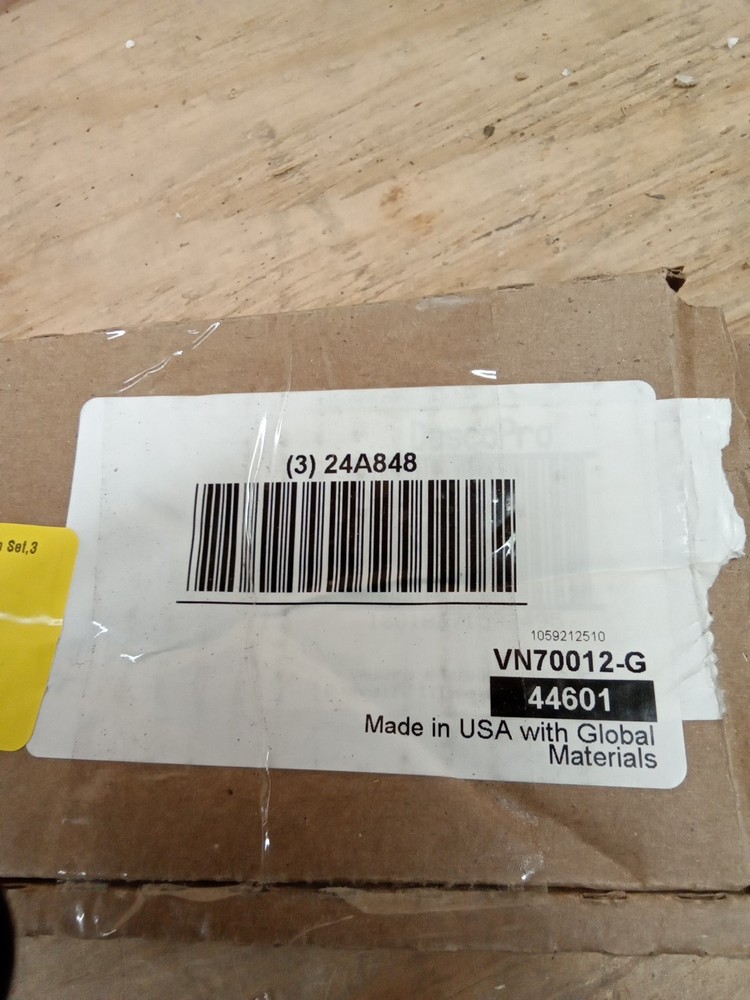 (3) 24A848
Set,3
1059212510
VN70012-G
44601
Made in USA with Global
Materials